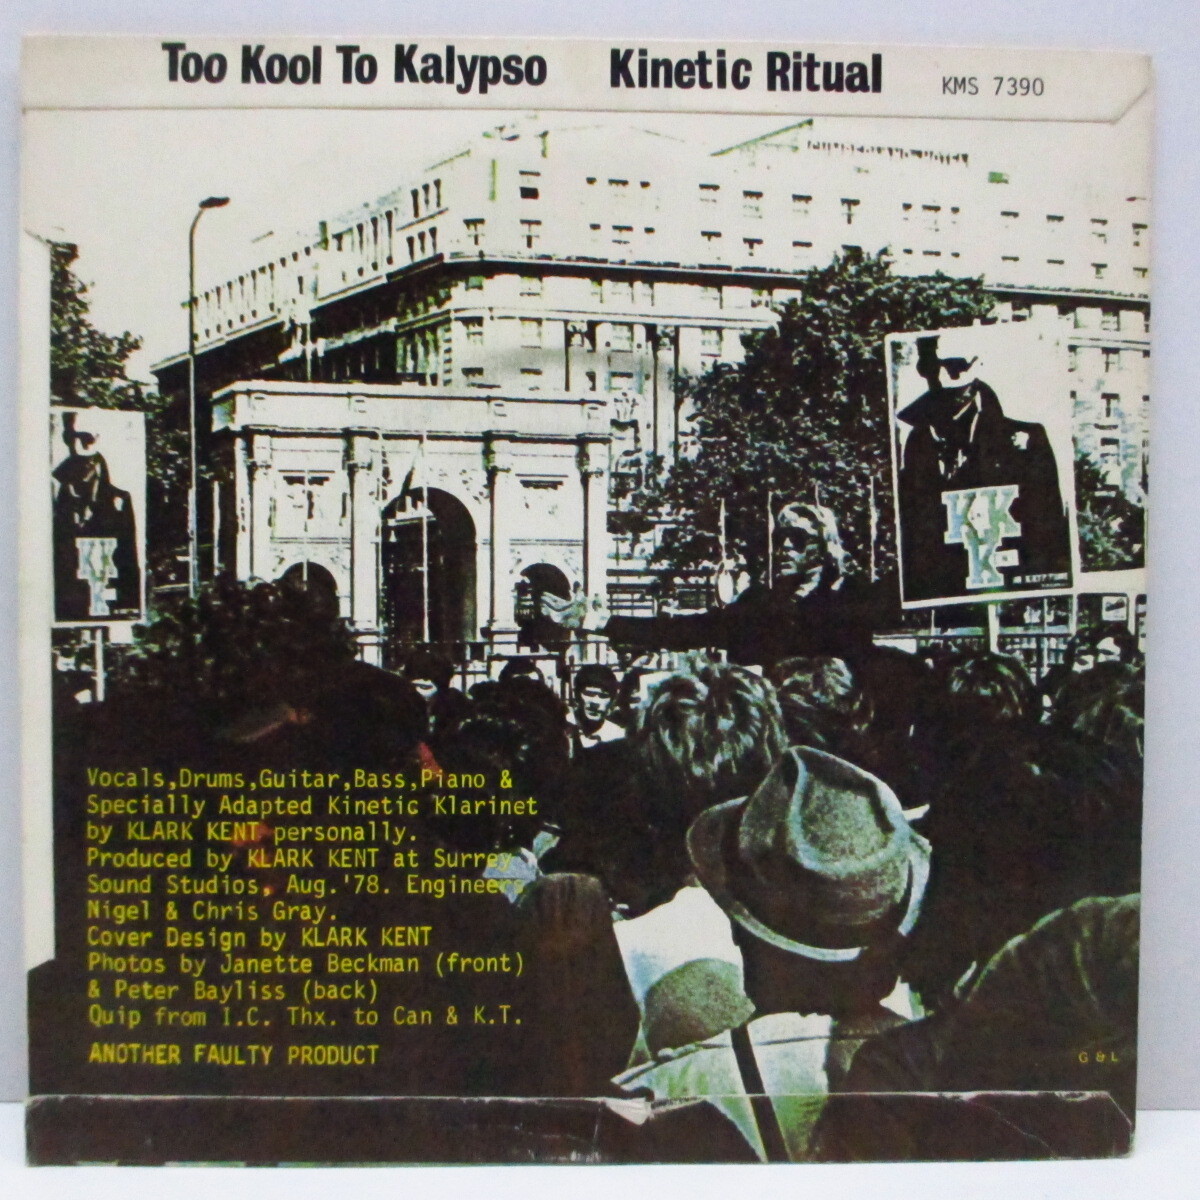 Too Kool To Kalypso Kinetic Ritual KMS 7390
CUMBERLAND HOTEL
KKK
KKK
Vocals,Drums,Guitar,Bass,Piano &
Specially Adapted Kinetic Klarinet
by KLARK KENT personally.
Produced by KLARK KENT at Surrey
Sound Studios, Aug.'78. Engineers
Nigel & Chris Gray.
Cover Design by KLARK KENT
Photos by Janette Beckman (front)
& Peter Bayliss (back)
Quip from I.C. Thx. to Can & K.T.
ANOTHER FAULTY PRODUCT
G & L